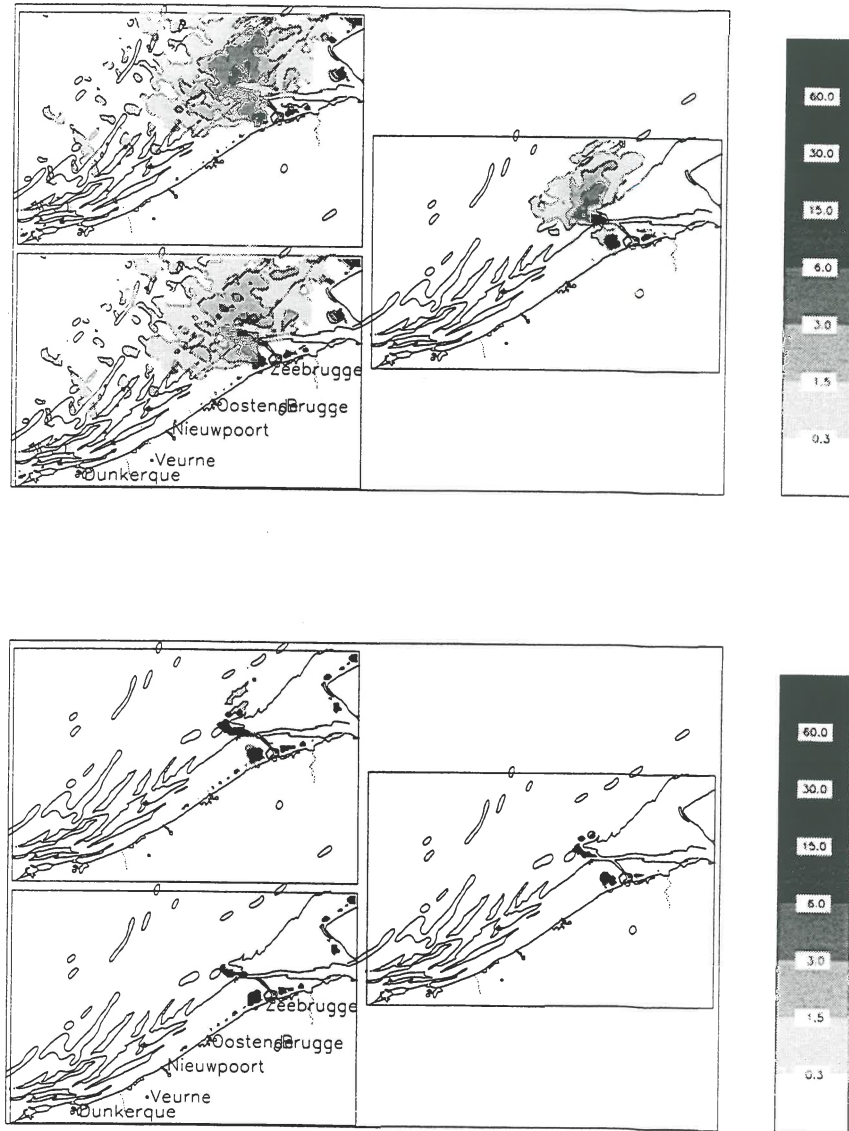 60.0
30.0
15.0
6.0
3.0
1.5
0.3
Zeebrugge
Oostende
Brugge
Nieuwpoort
Veurne
Dunkerque
60.0
30.0
15.0
6.0
3.0
1.5
0.3
Zeebrugge
Oostende
Brugge
Nieuwpoort
Veurne
Dunkerque